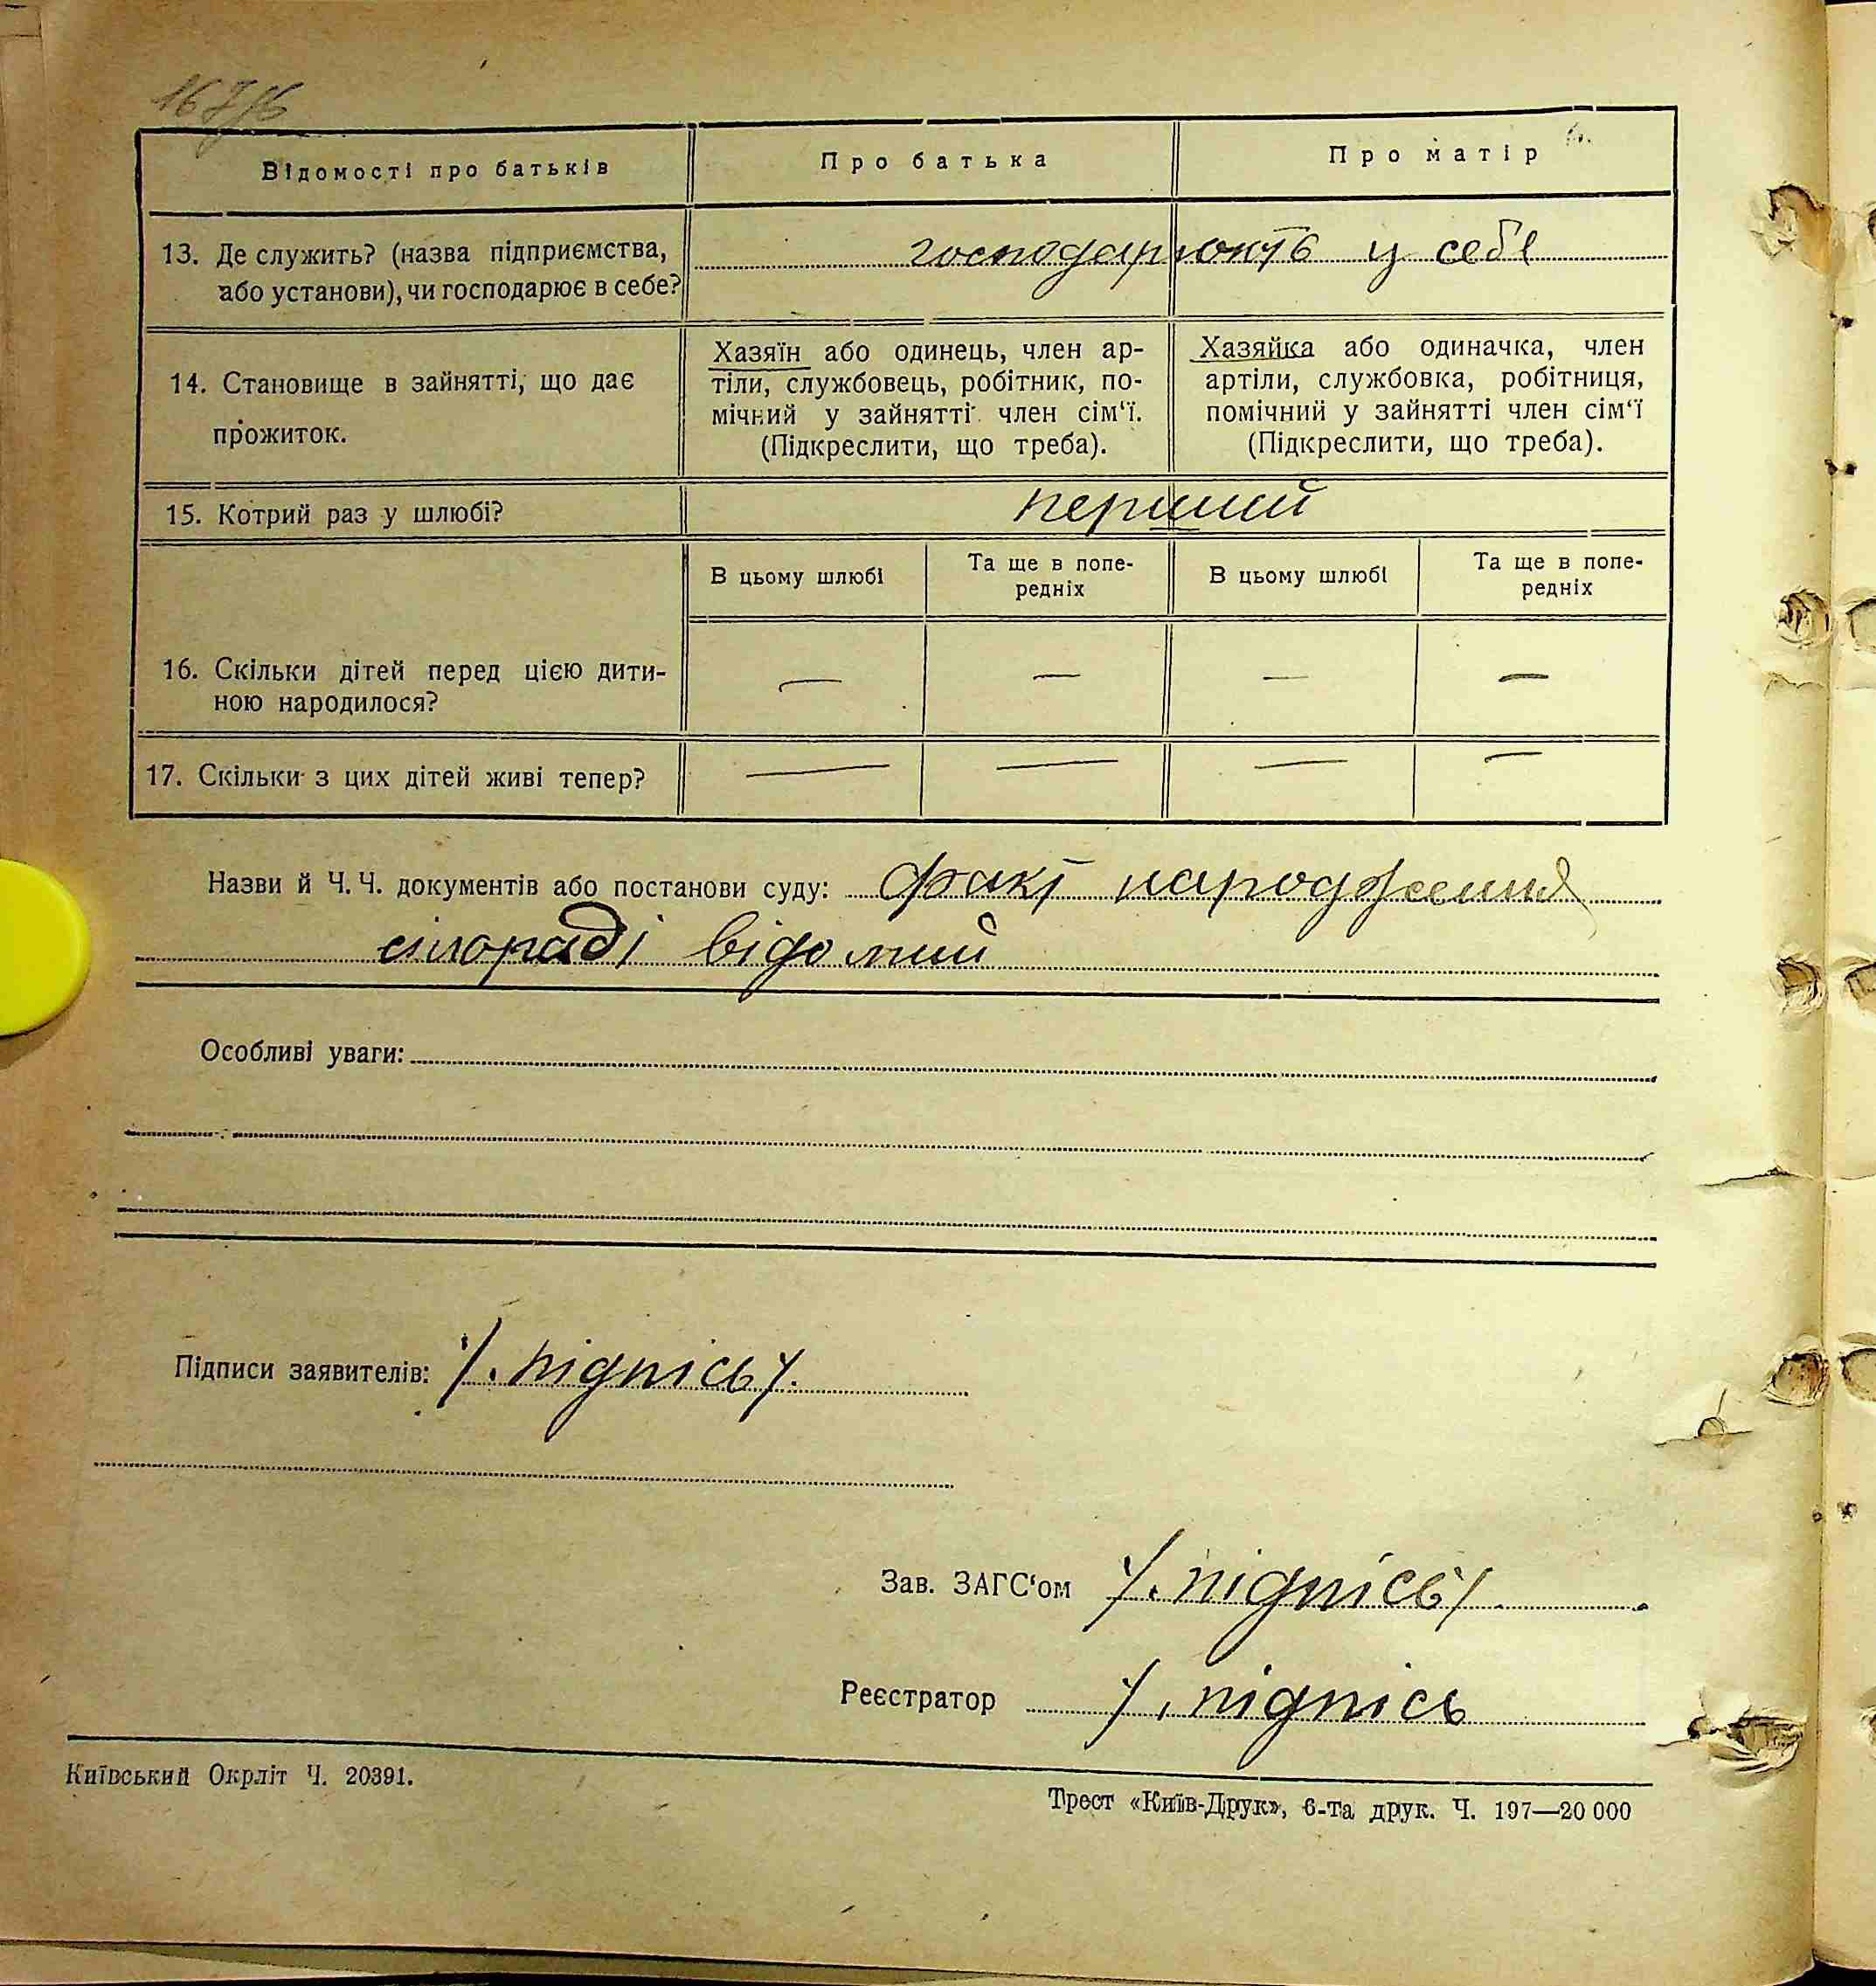 Відомості про батьків
Про батька
Про матір
13. Де служить? (назва підприємства,
або установи), чи господарює в себе?
господарюють у себе
14. Становище в зайнятті, що дає
прожиток.
Хазяїн або одинець, член ар-
тіли, службовець, робітник, по-
мічний у зайнятті член сім'ї.
(Підкреслити, що треба).
Хазяйка або одиначка, член
артіли, службовка, робітниця,
помічний у зайнятті член сім'ї
(Підкреслити, що треба).
15. Котрий раз у шлюбі?
перший
В цьому шлюбі
Та ще в попе-
редніх
В цьому шлюбі
Та ще в попе-
редніх
16. Скільки дітей перед цією дити-
ною народилося?
— — — —
17. Скільки з цих дітей живі тепер?
— — — —
Назви й Ч. Ч. документів або постанови суду: факт народження
сільраді відомий
Особливі уваги:
Підписи заявителів: /. підпісь/.
Зав. ЗАГС'ом /. підпісь/.
Реєстратор /. підпісь
Київський Окрліт Ч. 20391.
Трест «Київ-Друк», 6-та друк. Ч. 197—20 000